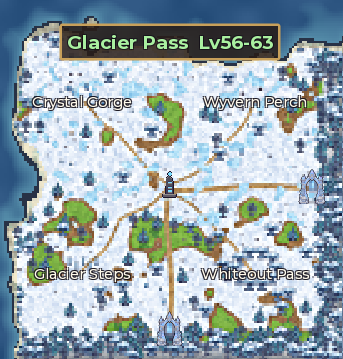 Glacier Pass Lv56-63
Crystal Gorge
Wyvern Perch
Glacier Steps
Whiteout Pass